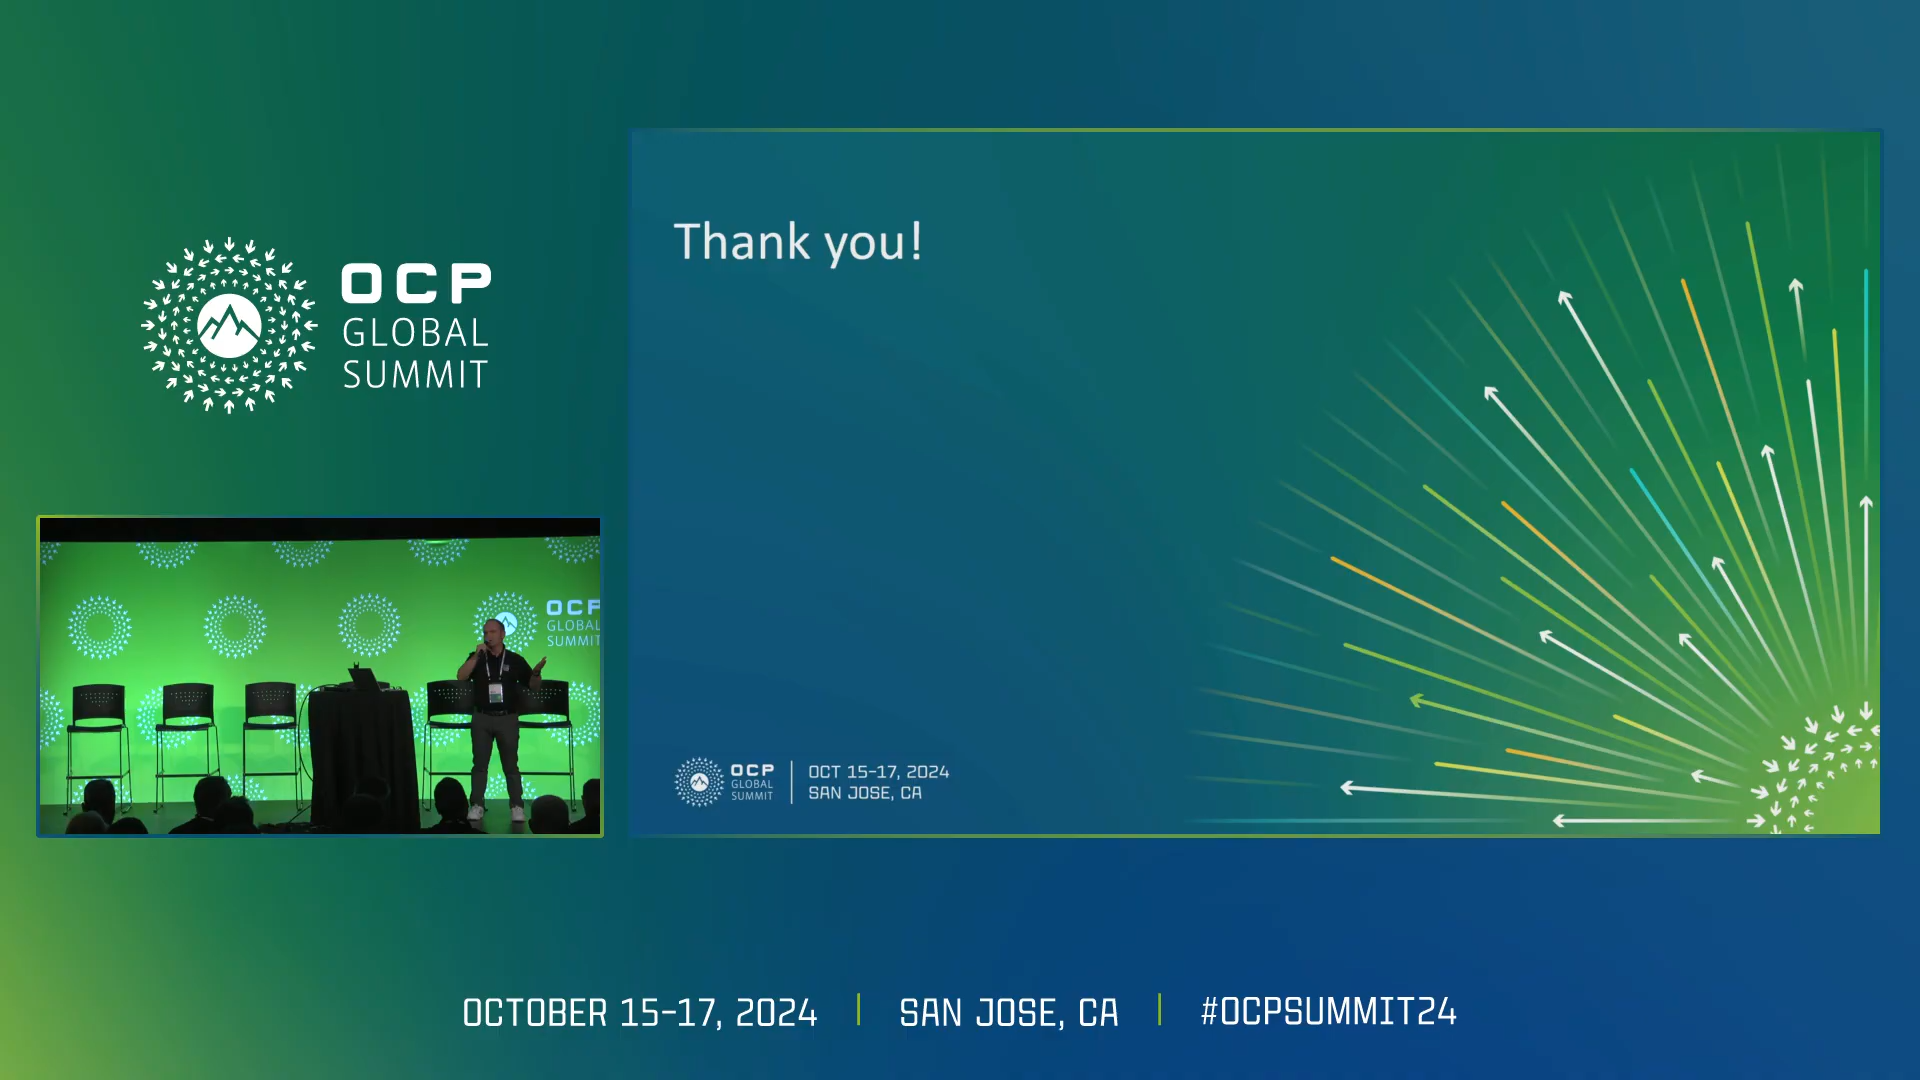 OCP
GLOBAL
SUMMIT
Thank you!
OCP
GLOBAL
SUMMIT
OCT 15-17, 2024
SAN JOSE, CA
OCP
GLOBAL
SUMMIT
OCTOBER 15-17, 2024
SAN JOSE, CA
#OCPSUMMIT24